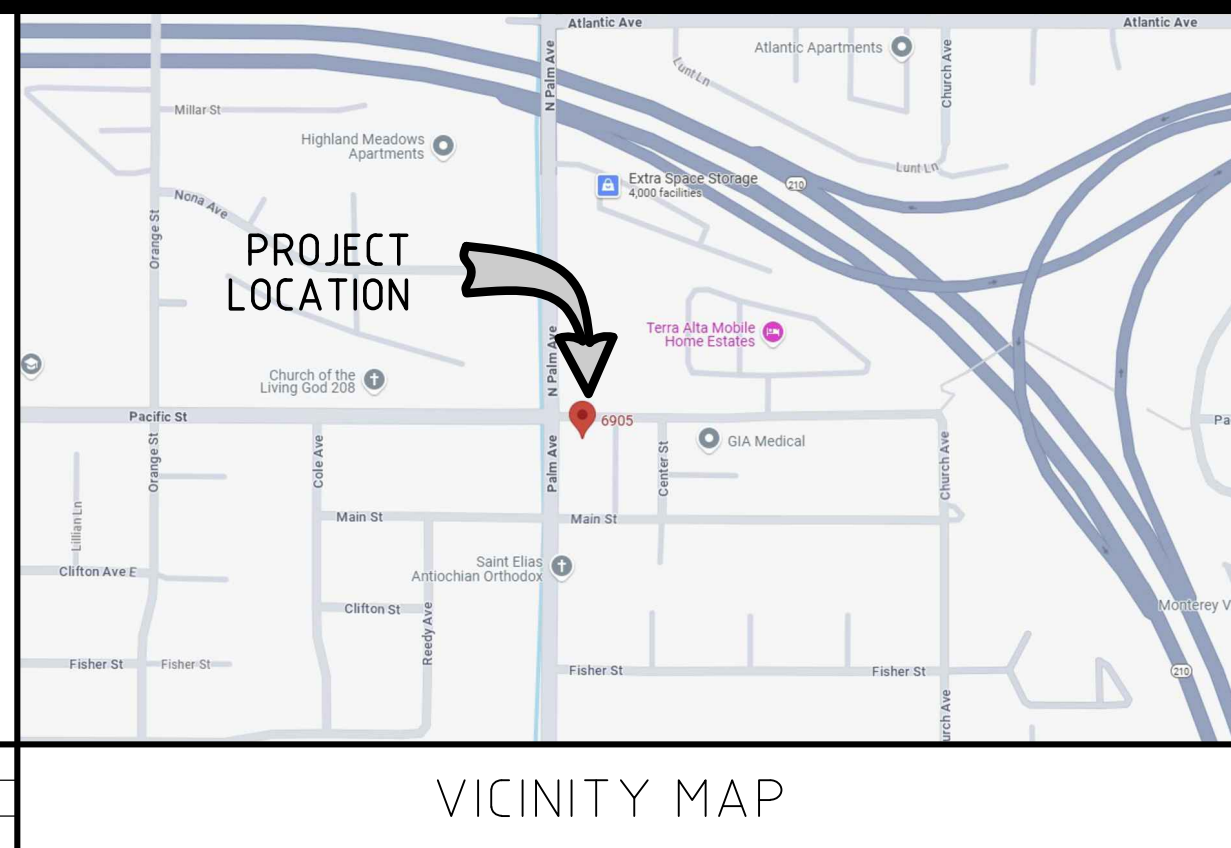 Atlantic Ave
Atlantic Ave
N Palm Ave
Atlantic Apartments
Church Ave
Lunt Ln
Millar St
Highland Meadows
Apartments
Lunt Ln
Extra Space Storage
4,000 facilities
210
Nona Ave
Orange St
PROJECT
LOCATION
Terra Alta Mobile
Home Estates
N Palm Ave
Church of the
Living God 208
Pacific St
6905
Pa
GIA Medical
Orange St
Cole Ave
Palm Ave
Center St
Church Ave
Lillian Ln
Main St
Main St
Saint Elias
Antiochian Orthodox
Clifton Ave E
Clifton St
Reedy Ave
Monterey V
Fisher St
Fisher St
Fisher St
Fisher St
210
urch Ave
VICINITY MAP